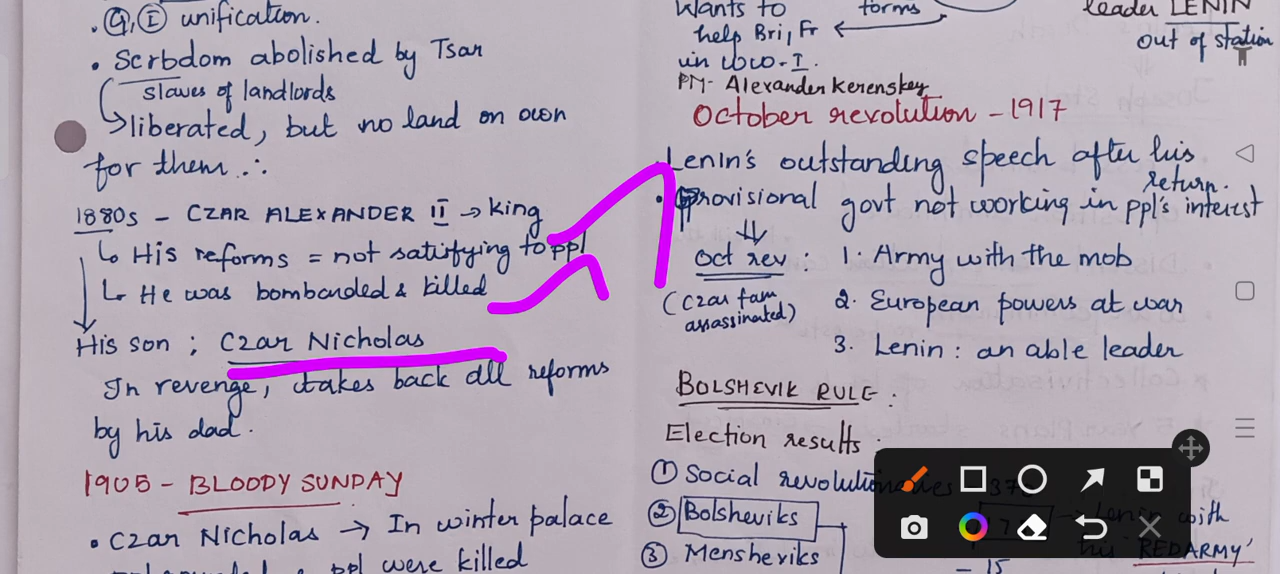 . G, I unification.
• Serbdom abolished by Tsar
slaves of landlords
liberated, but no land on own
for them ∴
1880s - CZAR ALEXANDER II → king
His reforms = not satisfying to ppl
He was bombarded & killed
His son ; Czar Nicholas
In revenge, takes back all reforms
by his dad.
1905 - BLOODY SUNDAY
• Czar Nicholas → In winter palace
ppl were killed
Wants to forms
help Bri, Fr
in WW-I.
PM- Alexander Kerenskey
leader LENIN
out of station
October revolution - 1917
Lenin's outstanding speech after his
return.
• provisional govt not working in ppl's interest
Oct rev : 1. Army with the mob
(Czar fam
assassinated)
2. European powers at war
3. Lenin : an able leader
BOLSHEVIK RULE :
Election results :
① Social revolutionaries 370
② Bolsheviks
Lenin with
his 'REDARMY'
③ Mensheviks
- 15